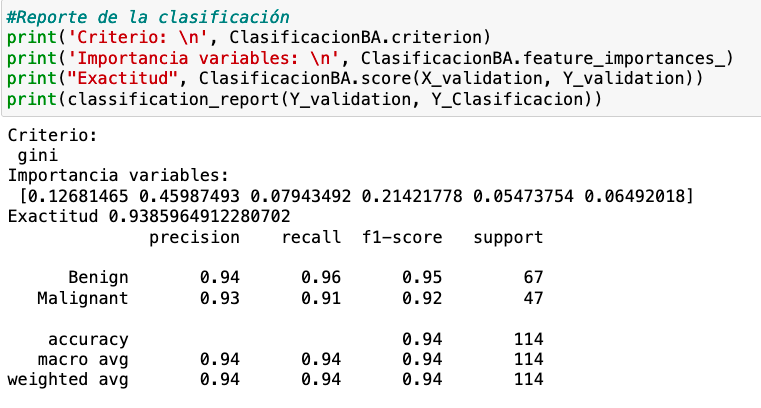 #Reporte de la clasificación
print('Criterio: \n', ClasificacionBA.criterion)
print('Importancia variables: \n', ClasificacionBA.feature_importances_)
print("Exactitud", ClasificacionBA.score(X_validation, Y_validation))
print(classification_report(Y_validation, Y_Clasificacion))
Criterio:
 gini
Importancia variables:
 [0.12681465 0.45987493 0.07943492 0.21421778 0.05473754 0.06492018]
Exactitud 0.9385964912280702
              precision    recall  f1-score   support

      Benign       0.94      0.96      0.95        67
   Malignant       0.93      0.91      0.92        47

    accuracy                           0.94       114
   macro avg       0.94      0.94      0.94       114
weighted avg       0.94      0.94      0.94       114